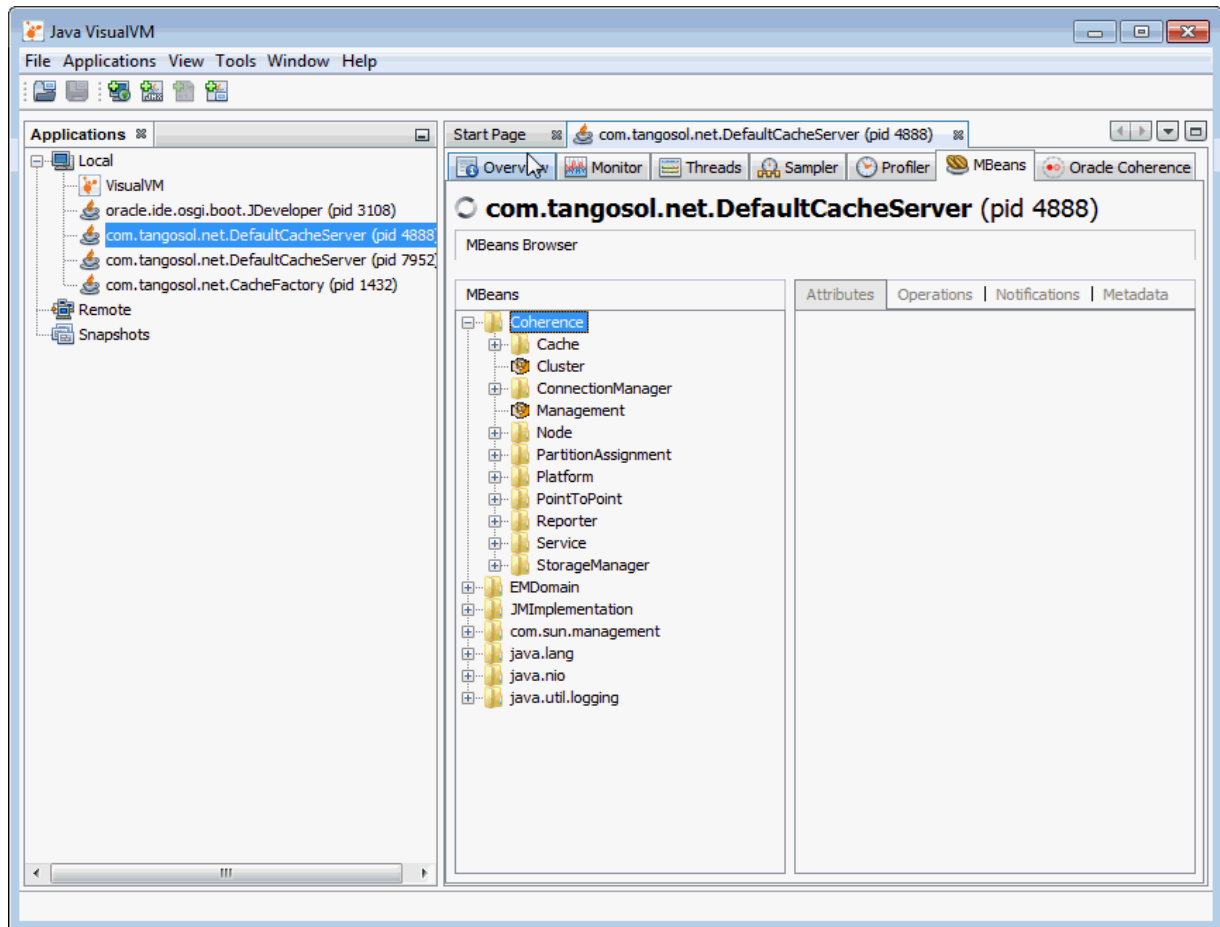 Java VisualVM
File Applications View Tools Window Help
Applications
Local
VisualVM
oracle.ide.osgi.boot.JDeveloper (pid 3108)
com.tangosol.net.DefaultCacheServer (pid 4888)
com.tangosol.net.DefaultCacheServer (pid 7952)
com.tangosol.net.CacheFactory (pid 1432)
Remote
Snapshots
Start Page com.tangosol.net.DefaultCacheServer (pid 4888)
Overview Monitor Threads Sampler Profiler MBeans Oracle Coherence
com.tangosol.net.DefaultCacheServer (pid 4888)
MBeans Browser
MBeans
Coherence
Cache
Cluster
ConnectionManager
Management
Node
PartitionAssignment
Platform
PointToPoint
Reporter
Service
StorageManager
EMDomain
JMImplementation
com.sun.management
java.lang
java.nio
java.util.logging
Attributes Operations Notifications Metadata